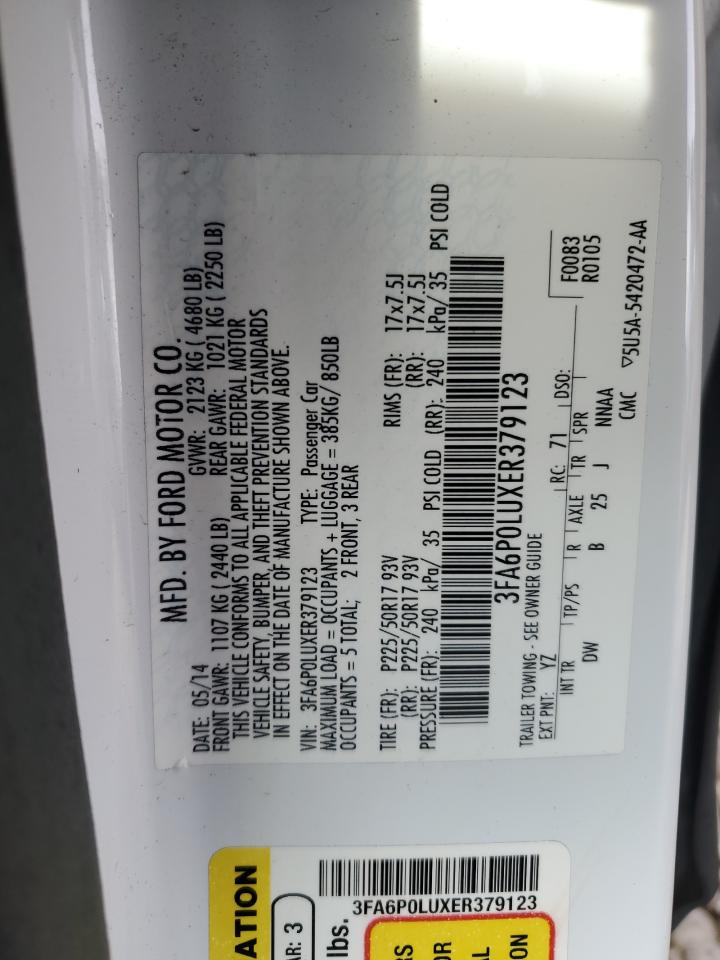 MFD. BY FORD MOTOR CO.
DATE: 05/14 GVWR: 2123 KG ( 4680 LB)
FRONT GAWR: 1107 KG ( 2440 LB) REAR GAWR: 1021 KG ( 2250 LB)
THIS VEHICLE CONFORMS TO ALL APPLICABLE FEDERAL MOTOR
VEHICLE SAFETY, BUMPER, AND THEFT PREVENTION STANDARDS
IN EFFECT ON THE DATE OF MANUFACTURE SHOWN ABOVE.
VIN: 3FA6P0LUXER379123 TYPE: Passenger Car
MAXIMUM LOAD = OCCUPANTS + LUGGAGE = 385KG/ 850LB
OCCUPANTS = 5 TOTAL; 2 FRONT, 3 REAR
TIRE (FR): P225/50R17 93V RIMS (FR): 17x7.5J
(RR): P225/50R17 93V (RR): 17x7.5J
PRESSURE (FR): 240 kPa/ 35 PSI COLD (RR): 240 kPa/ 35 PSI COLD
3FA6P0LUXER379123
TRAILER TOWING - SEE OWNER GUIDE
EXT PNT: YZ RC: 71 DSO: F0083
INT TR TP/PS R AXLE TR SPR R0105
DW B 25 J NNAA
CMC ▽5U5A-5420472-AA
ATION
AR: 3
lbs.
3FA6P0LUXER379123
RS
OR
AL
ON